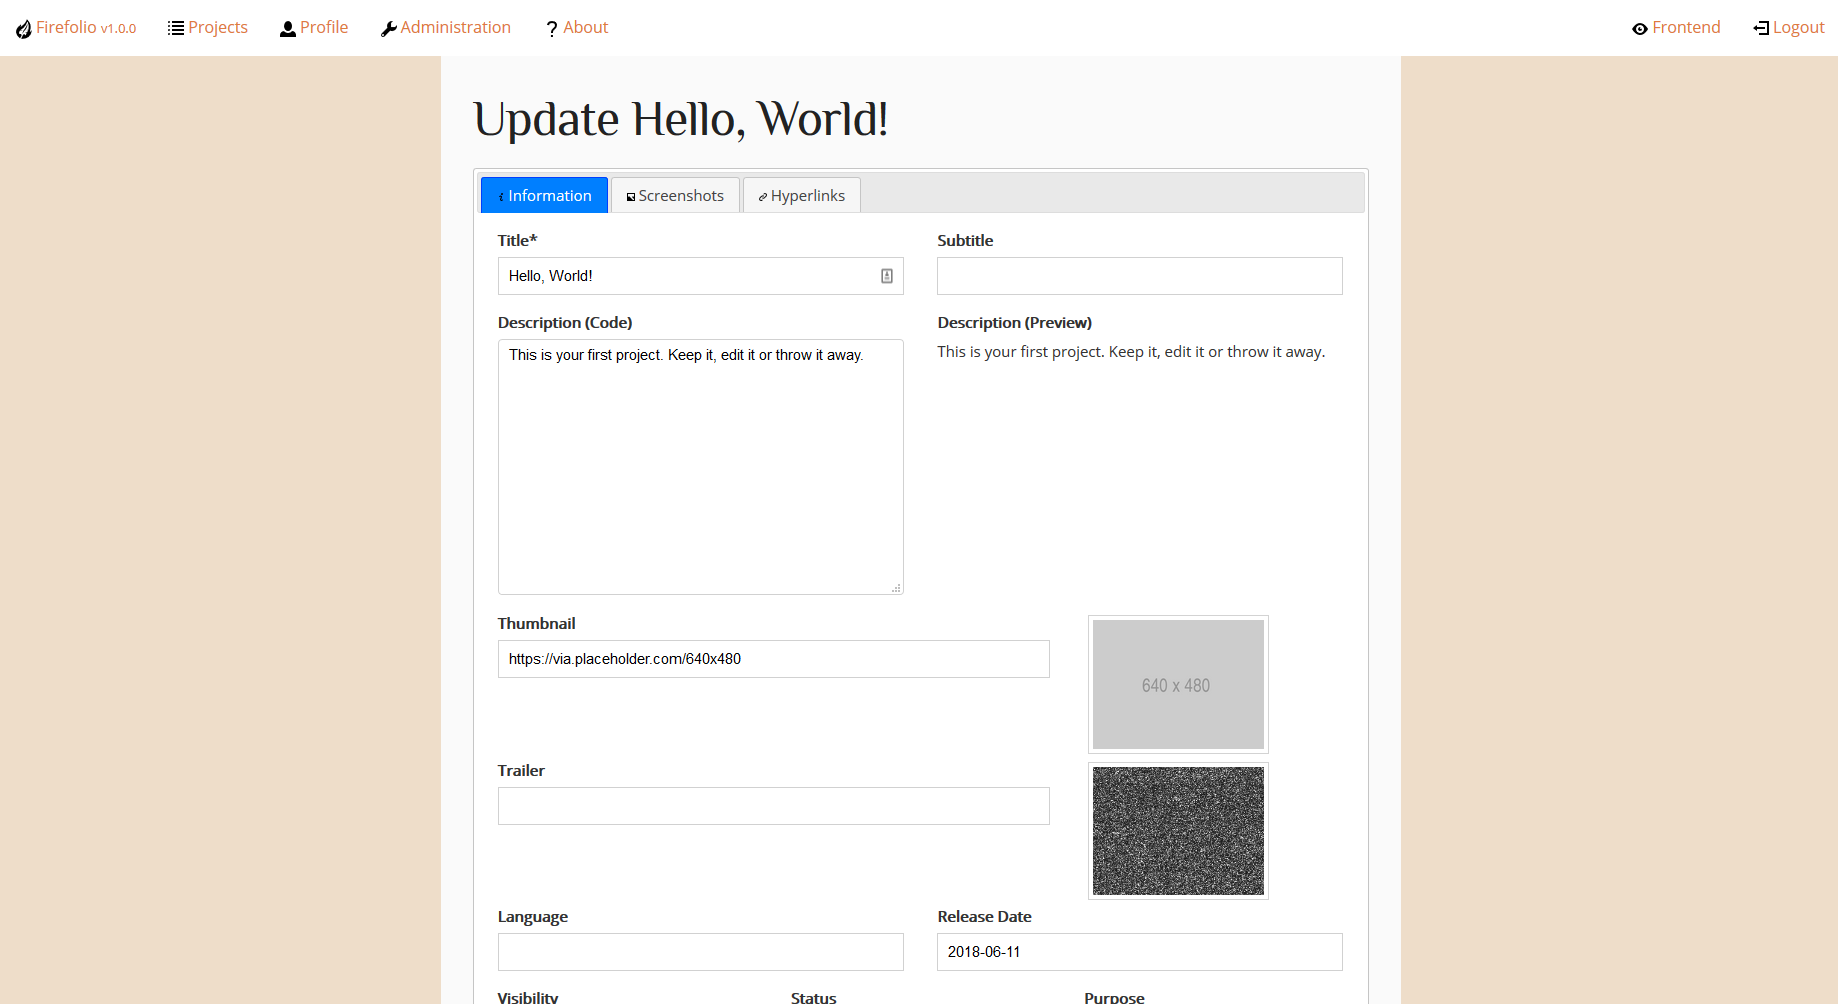 Firefolio v1.0.0 Projects Profile Administration About Frontend Logout
Update Hello, World!
Information Screenshots Hyperlinks
Title* Subtitle
Hello, World!
Description (Code) Description (Preview)
This is your first project. Keep it, edit it or throw it away. This is your first project. Keep it, edit it or throw it away.
Thumbnail
https://via.placeholder.com/640x480
640 x 480
Trailer
Language Release Date
2018-06-11
Visibility Status Purpose